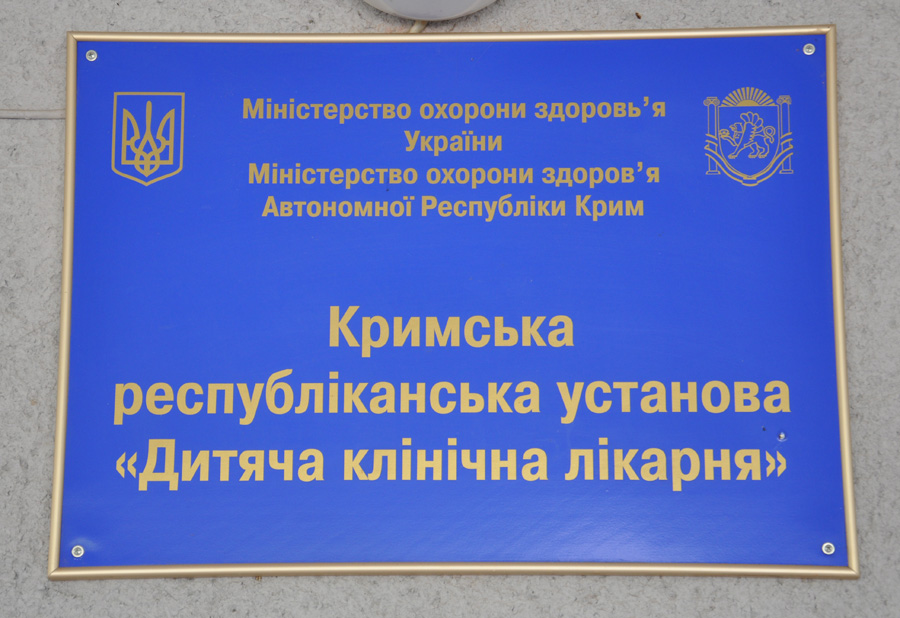 Міністерство охорони здоровь’я
України
Міністерство охорони здоров’я
Автономної Республіки Крим
Кримська
республіканська установа
«Дитяча клінічна лікарня»